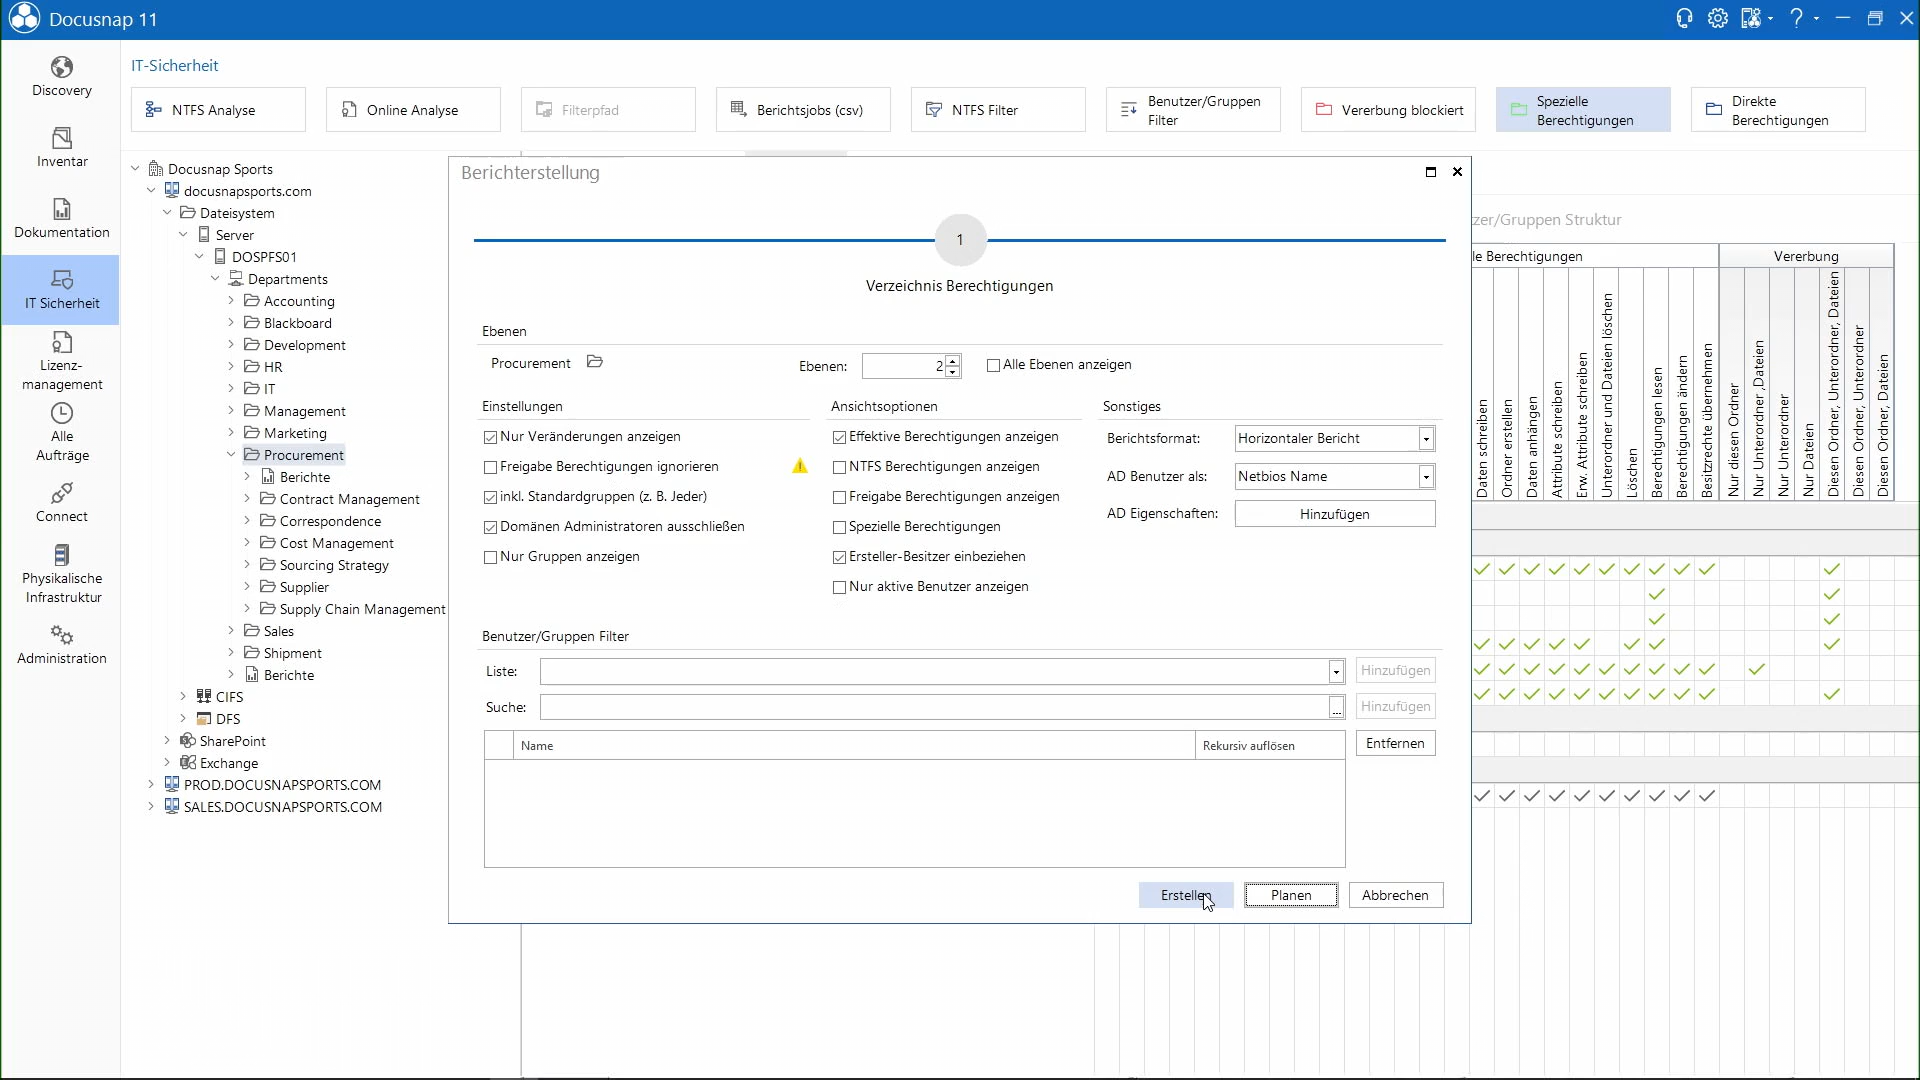 Docusnap 11
Discovery
Inventar
Dokumentation
IT Sicherheit
Lizenz-
management
Alle
Aufträge
Connect
Physikalische
Infrastruktur
Administration
IT-Sicherheit
NTFS Analyse
Online Analyse
Filterpfad
Berichtsjobs (csv)
NTFS Filter
Benutzer/Gruppen
Filter
Vererbung blockiert
Spezielle
Berechtigungen
Direkte
Berechtigungen
Docusnap Sports
docusnapsports.com
Dateisystem
Server
DOSPFS01
Departments
Accounting
Blackboard
Development
HR
IT
Management
Marketing
Procurement
Berichte
Contract Management
Correspondence
Cost Management
Sourcing Strategy
Supplier
Supply Chain Management
Sales
Shipment
Berichte
CIFS
DFS
SharePoint
Exchange
PROD.DOCUSNAPSPORTS.COM
SALES.DOCUSNAPSPORTS.COM
Berichterstellung
1
Verzeichnis Berechtigungen
Ebenen
Procurement
Ebenen:
2
Alle Ebenen anzeigen
Einstellungen
Nur Veränderungen anzeigen
Freigabe Berechtigungen ignorieren
inkl. Standardgruppen (z. B. Jeder)
Domänen Administratoren ausschließen
Nur Gruppen anzeigen
Ansichtsoptionen
Effektive Berechtigungen anzeigen
NTFS Berechtigungen anzeigen
Freigabe Berechtigungen anzeigen
Spezielle Berechtigungen
Ersteller-Besitzer einbeziehen
Nur aktive Benutzer anzeigen
Sonstiges
Berichtsformat:
Horizontaler Bericht
AD Benutzer als:
Netbios Name
AD Eigenschaften:
Hinzufügen
Benutzer/Gruppen Filter
Liste:
Hinzufügen
Suche:
...
Hinzufügen
Name
Rekursiv auflösen
Entfernen
Erstellen
Planen
Abbrechen
zer/Gruppen Struktur
le Berechtigungen
Vererbung
Daten schreiben
Ordner erstellen
Daten anhängen
Attribute schreiben
Erw. Attribute schreiben
Unterordner und Dateien löschen
Löschen
Berechtigungen lesen
Berechtigungen ändern
Besitzrechte übernehmen
Nur diesen Ordner
Nur Unterordner ,Dateien
Nur Unterordner
Nur Dateien
Diesen Ordner, Unterordner, Dateien
Diesen Ordner, Unterordner
Diesen Ordner, Dateien